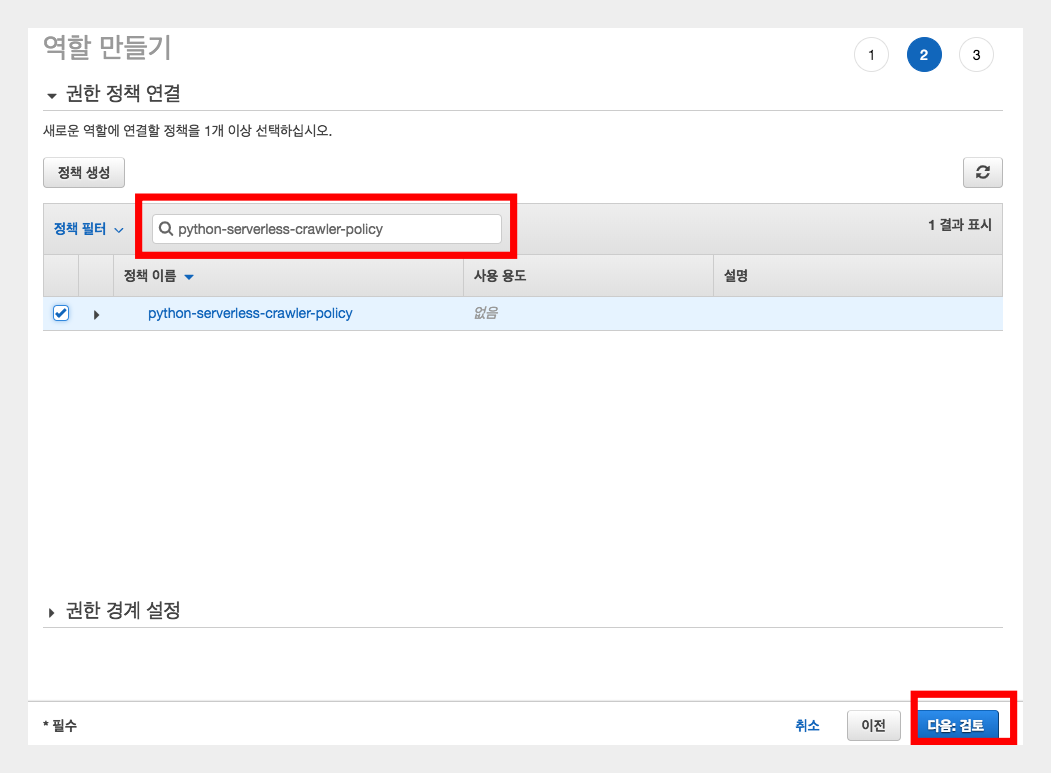 역할 만들기
1 2 3
권한 정책 연결
새로운 역할에 연결할 정책을 1개 이상 선택하십시오.
정책 생성
정책 필터 python-serverless-crawler-policy 1 결과 표시
정책 이름 사용 용도 설명
python-serverless-crawler-policy 없음
권한 경계 설정
* 필수 취소 이전 다음: 검토